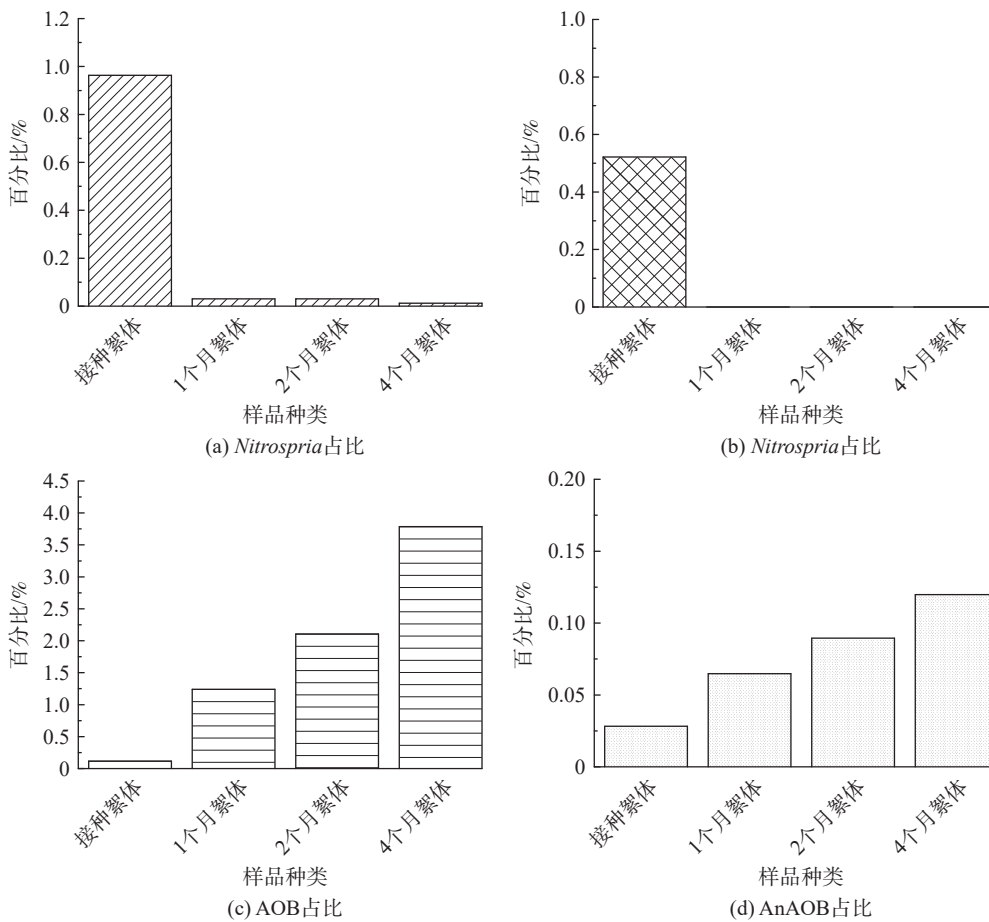 1.2
1.0
0.8
0.6
0.4
0.2
0
百分比/%
接种絮体
1个月絮体
2个月絮体
4个月絮体
样品种类
(a) Nitrospria占比
1.0
0.8
0.6
0.4
0.2
0
百分比/%
接种絮体
1个月絮体
2个月絮体
4个月絮体
样品种类
(b) Nitrospria占比
4.5
4.0
3.5
3.0
2.5
2.0
1.5
1.0
0.5
0
百分比/%
接种絮体
1个月絮体
2个月絮体
4个月絮体
样品种类
(c) AOB占比
0.20
0.15
0.10
0.05
0
百分比/%
接种絮体
1个月絮体
2个月絮体
4个月絮体
样品种类
(d) AnAOB占比